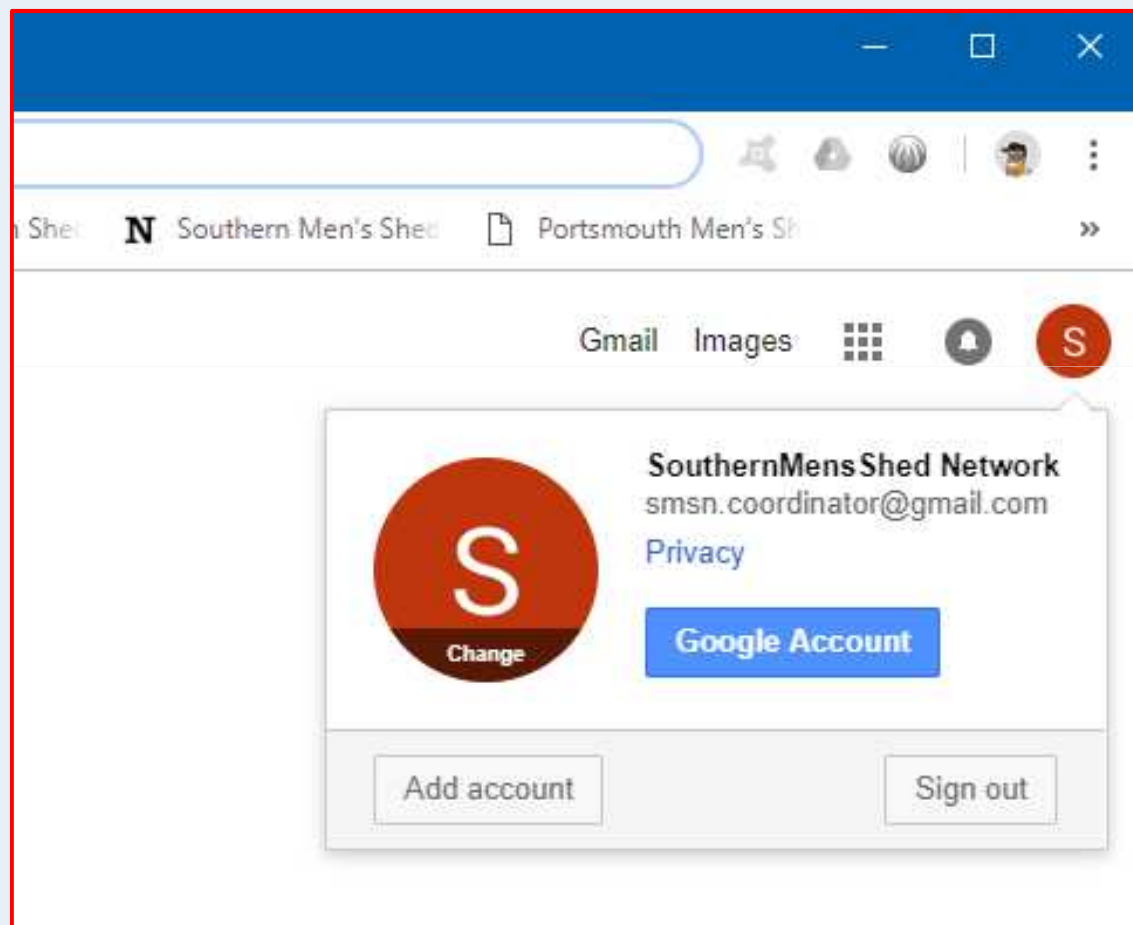 Shed
N Southern Men's Shed
Portsmouth Men's Sh
»
Gmail Images
S
SouthernMensShed Network
smsn.coordinator@gmail.com
S
Privacy
Change
Google Account
Add account
Sign out